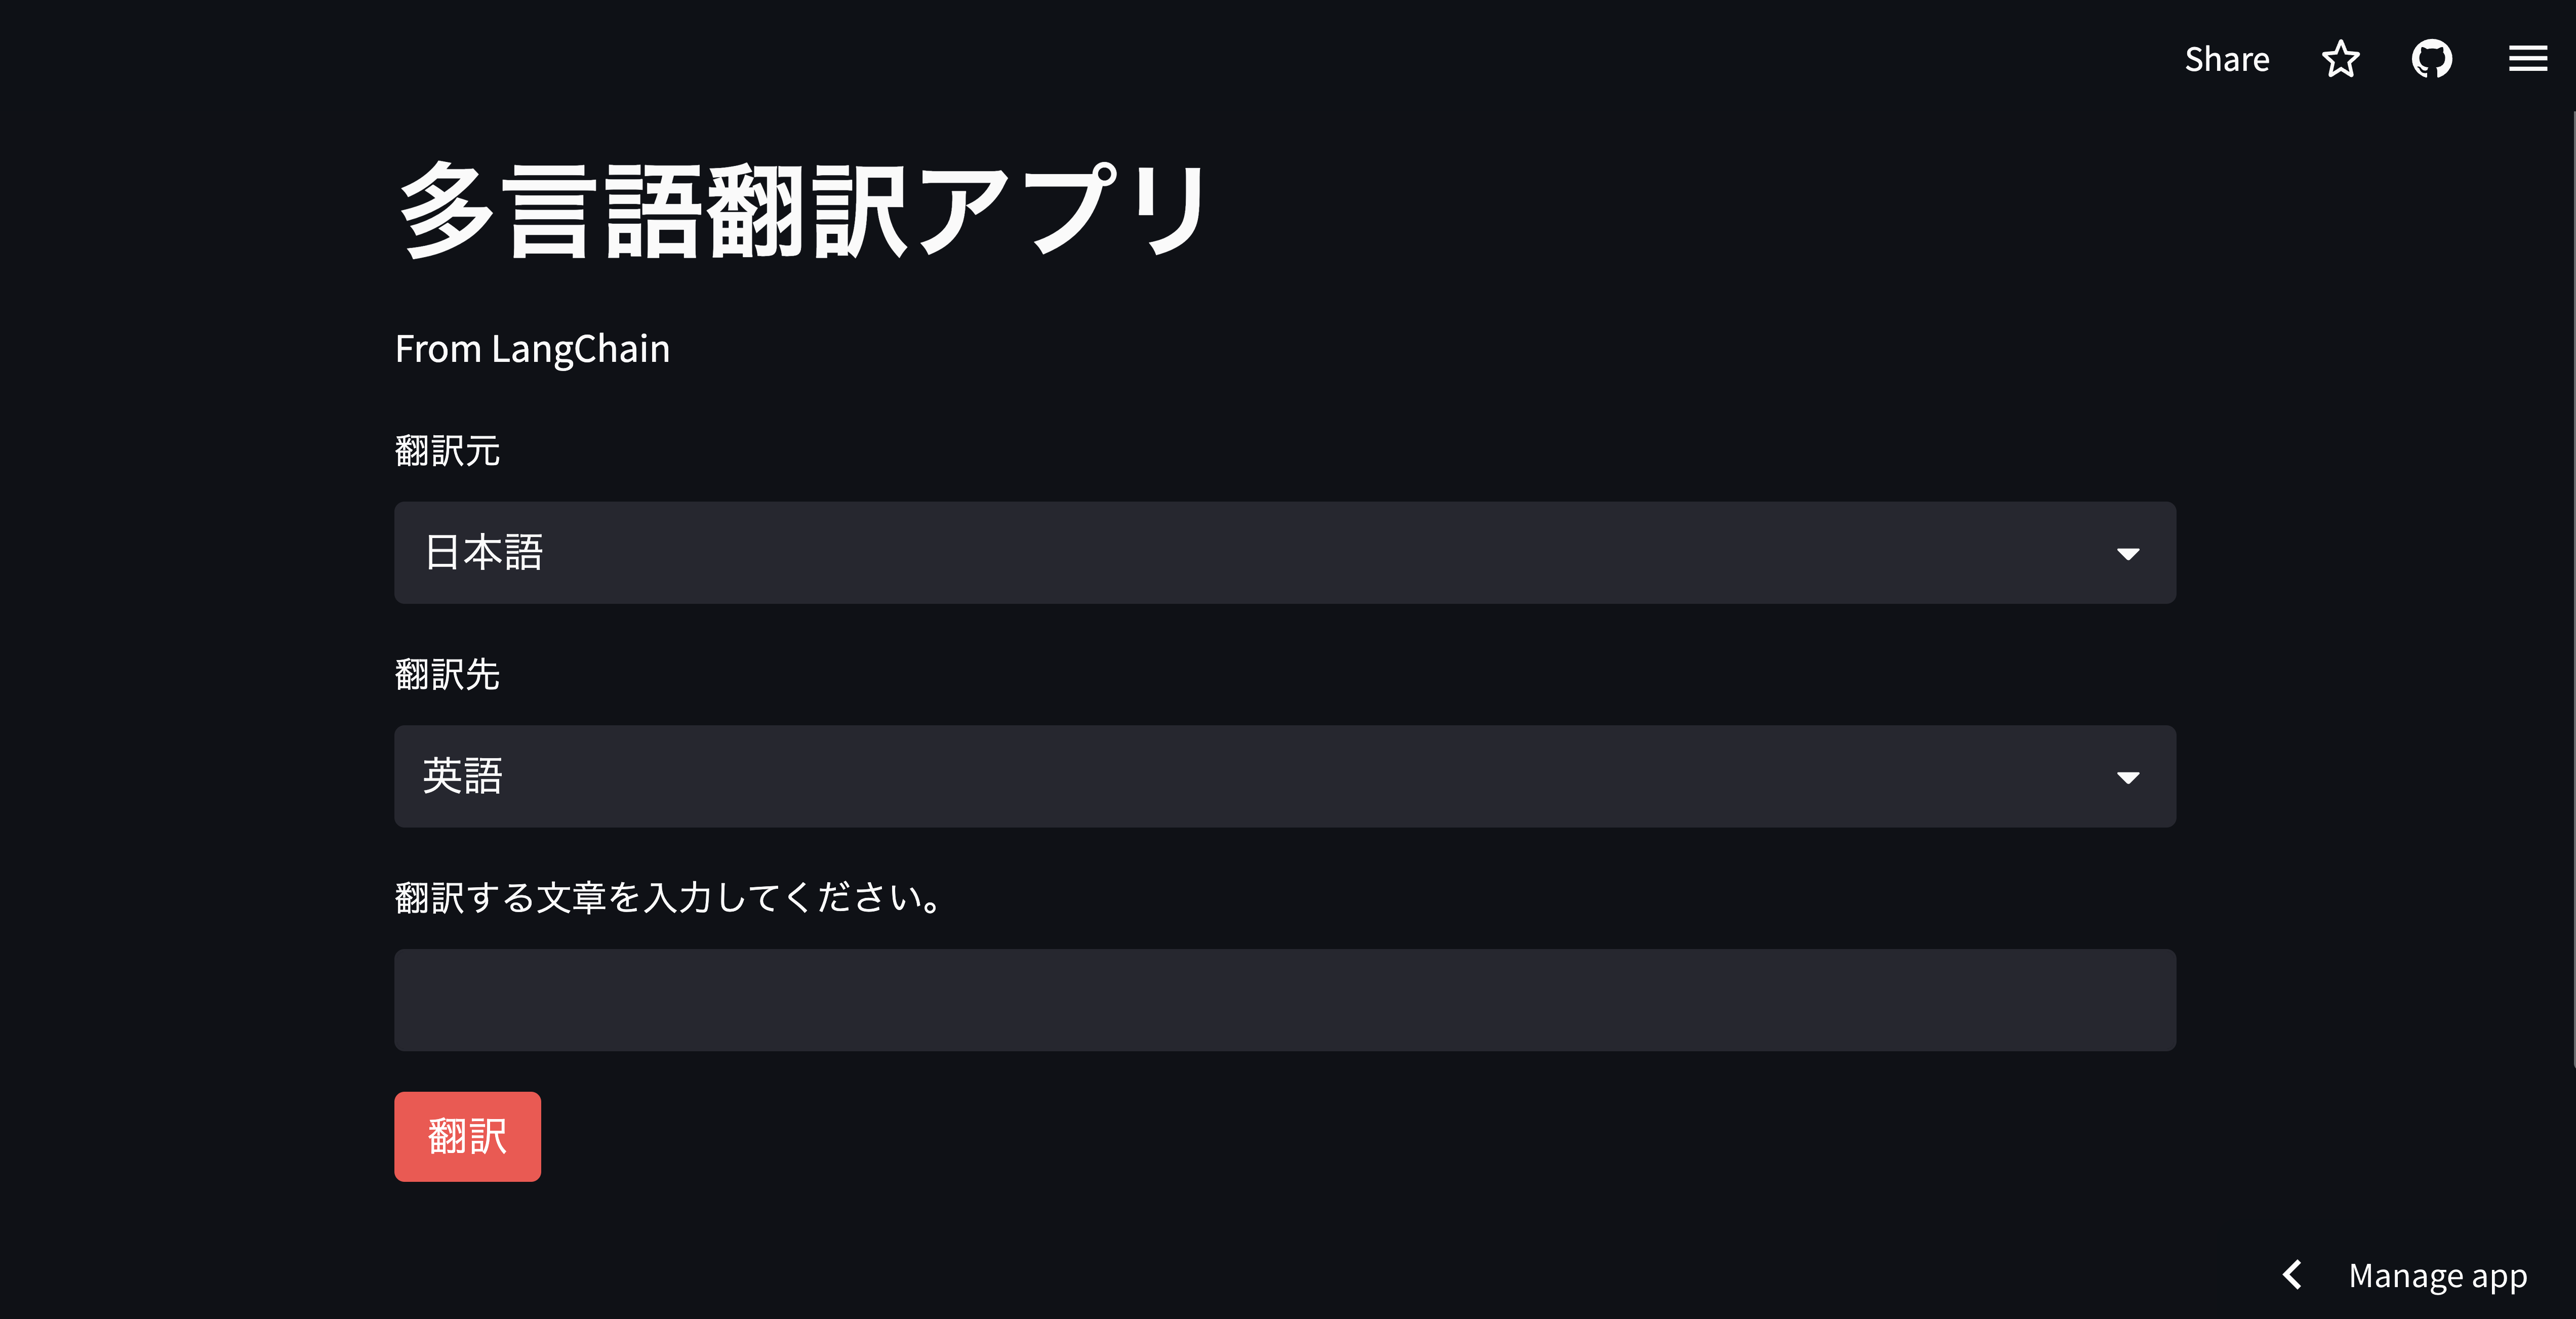 Share
多言語翻訳アプリ
From LangChain
翻訳元
日本語
翻訳先
英語
翻訳する文章を入力してください。
翻訳
Manage app